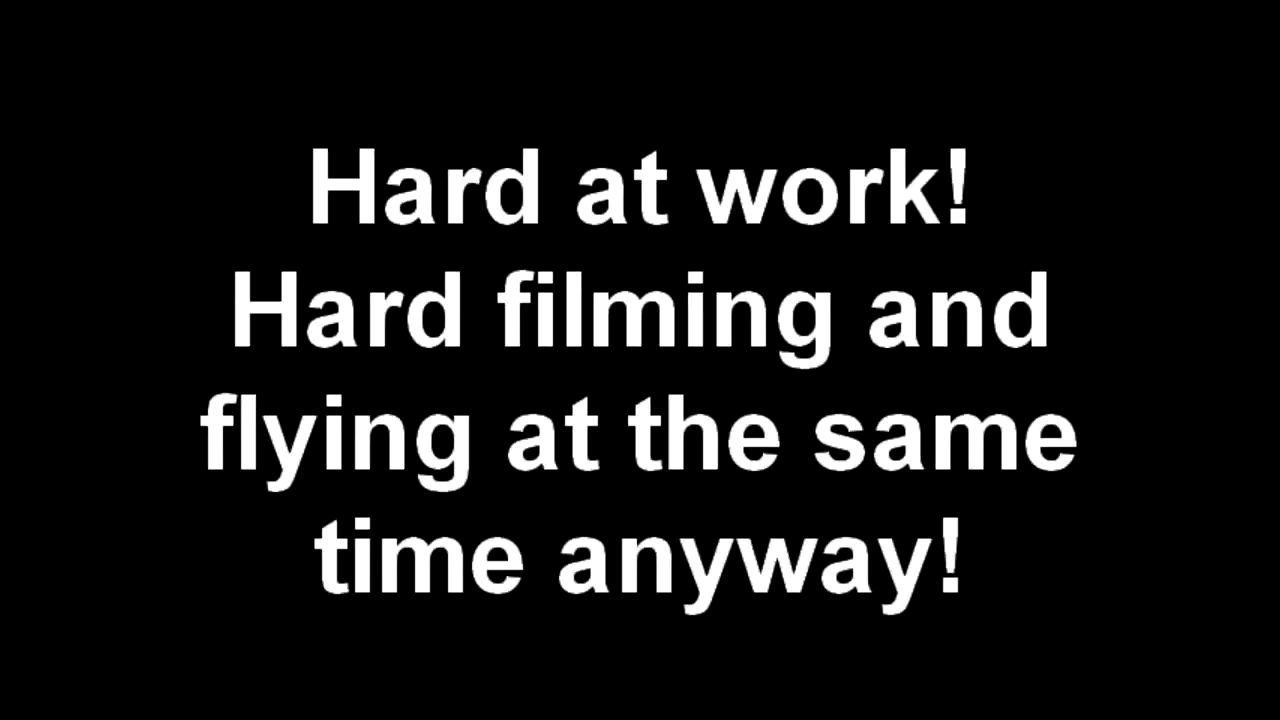 Hard at work!
Hard filming and
flying at the same
time anyway!